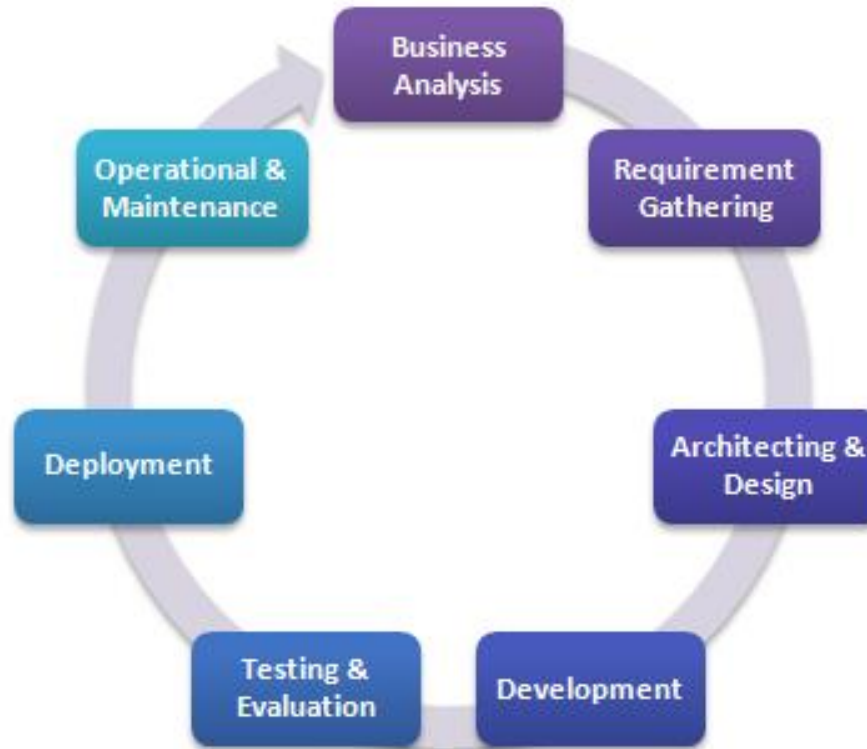 Business
Analysis
Requirement
Gathering
Architecting &
Design
Development
Testing &
Evaluation
Deployment
Operational &
Maintenance